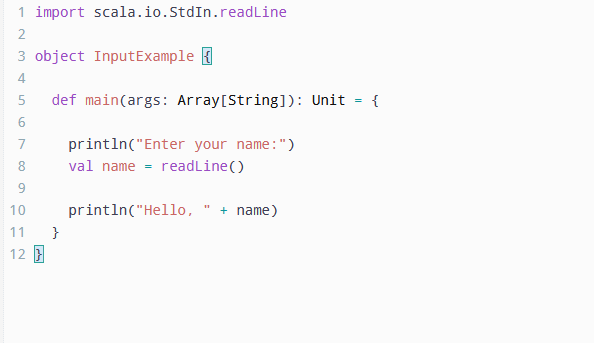 1 import scala.io.StdIn.readLine
2
3 object InputExample {
4
5   def main(args: Array[String]): Unit = {
6
7     println("Enter your name:")
8     val name = readLine()
9
10     println("Hello, " + name)
11   }
12 }